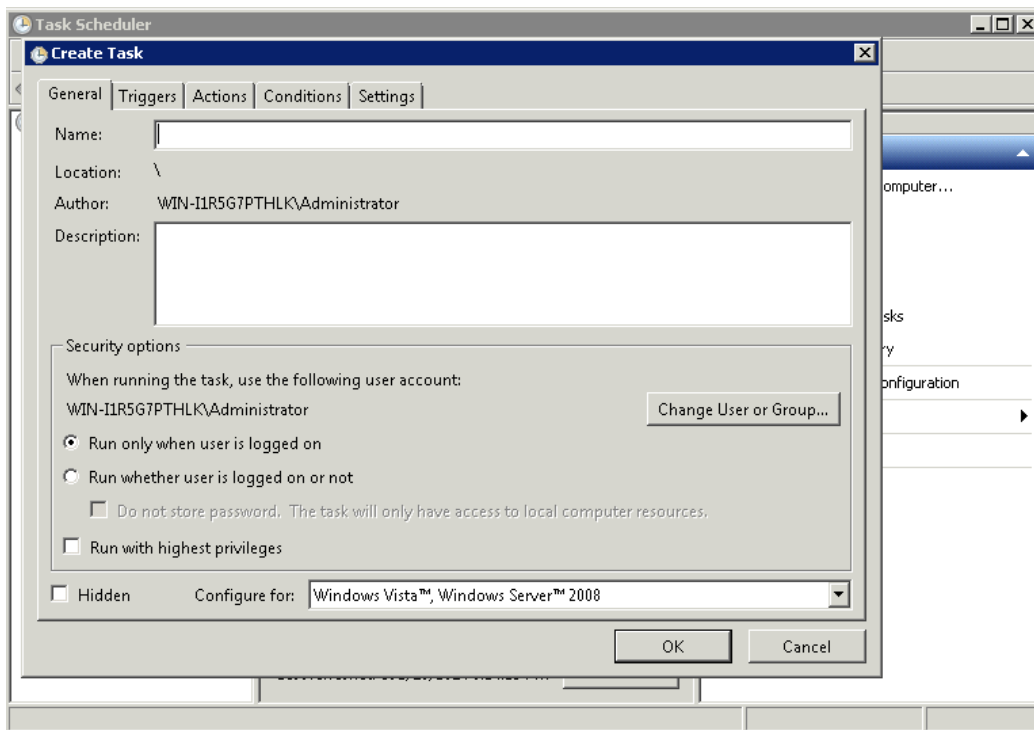 Task Scheduler
Create Task
General Triggers Actions Conditions Settings
Name:
Location: \
Author: WIN-I1R5G7PTHLK\Administrator
Description:
Security options
When running the task, use the following user account:
WIN-I1R5G7PTHLK\Administrator
Change User or Group...
Run only when user is logged on
Run whether user is logged on or not
Do not store password. The task will only have access to local computer resources.
Run with highest privileges
Hidden Configure for: Windows Vista™, Windows Server™ 2008
OK Cancel
omputer...
sks
ry
onfiguration